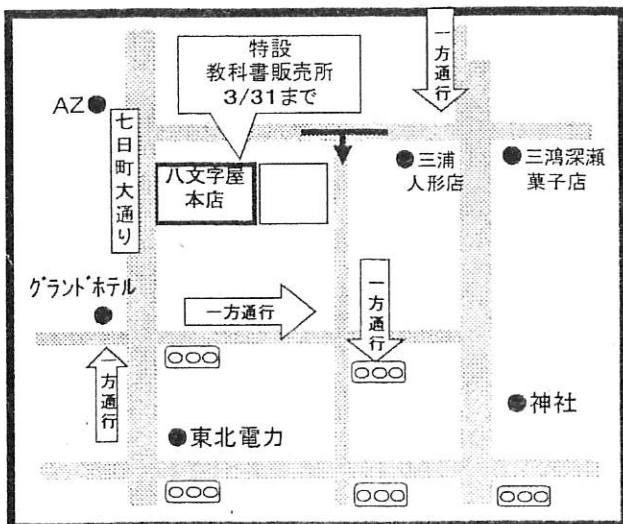 特設
教科書販売所
3/31まで
一方通行
AZ
七日町大通り
八文字屋
本店
三浦
人形店
三鴻深瀬
菓子店
グランドホテル
一方通行
一方通行
一方通行
神社
東北電力